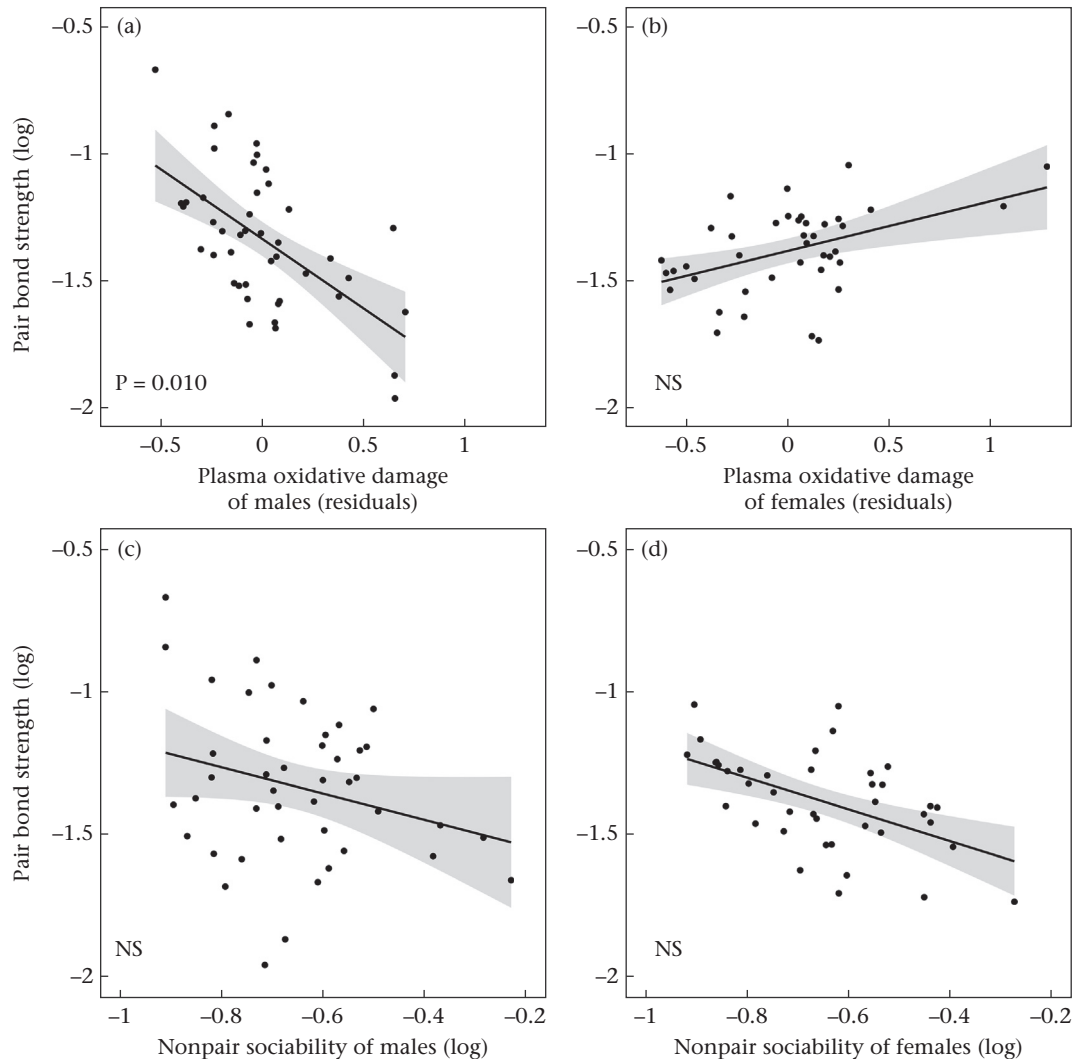 (a)
(b)
–0.5
–1
–1.5
–2
Pair bond strength (log)
P = 0.010
–0.5
0
0.5
1
Plasma oxidative damage
of males (residuals)
–0.5
–1
–1.5
–2
NS
–0.5
0
0.5
1
Plasma oxidative damage
of females (residuals)
(c)
(d)
–0.5
–1
–1.5
–2
Pair bond strength (log)
NS
–1
–0.8
–0.6
–0.4
–0.2
Nonpair sociability of males (log)
–0.5
–1
–1.5
–2
NS
–1
–0.8
–0.6
–0.4
–0.2
Nonpair sociability of females (log)